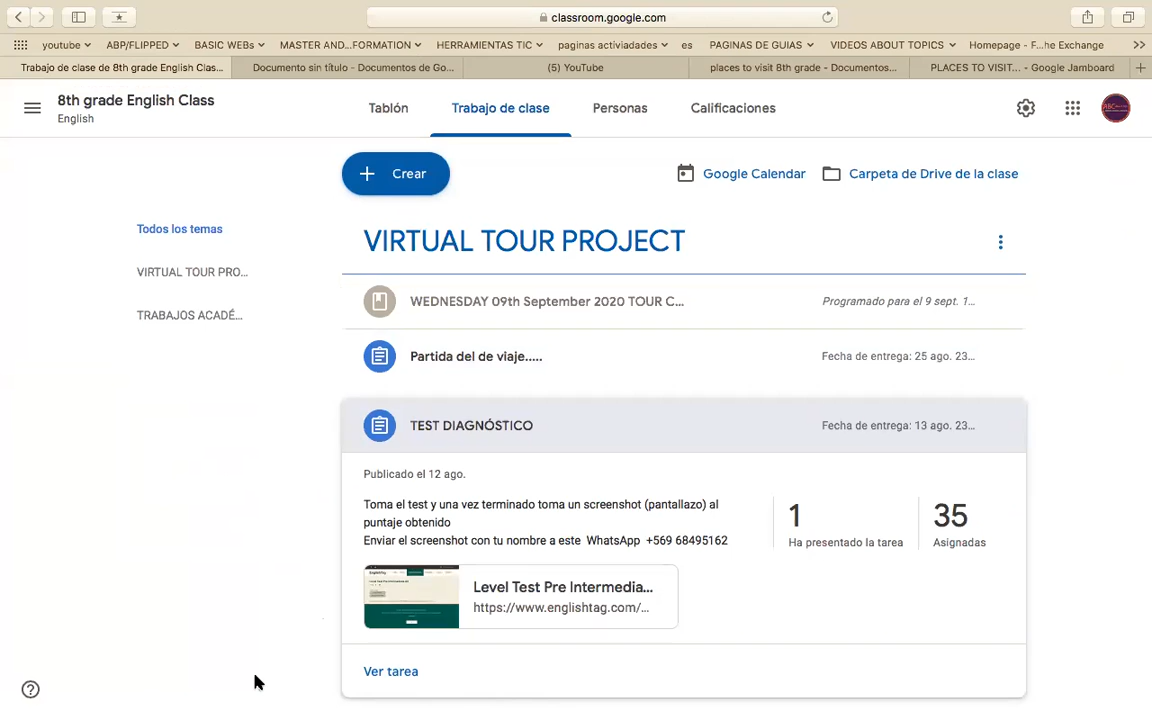 classroom.google.com
youtube
ABP/FLIPPED
BASIC WEBs
MASTER AND...FORMATION
HERRAMIENTAS TIC
paginas activiadades
es
PAGINAS DE GUIAS
VIDEOS ABOUT TOPICS
Homepage - F...he Exchange
Trabajo de clase de 8th grade English Clas...
Documento sin título - Documentos de Go...
(5) YouTube
places to visit 8th grade - Documentos...
PLACES TO VISIT... - Google Jamboard
8th grade English Class
English
Tablón
Trabajo de clase
Personas
Calificaciones
Crear
Google Calendar
Carpeta de Drive de la clase
Todos los temas
VIRTUAL TOUR PRO...
TRABAJOS ACADÉ...
VIRTUAL TOUR PROJECT
WEDNESDAY 09th September 2020 TOUR C...
Programado para el 9 sept. 1...
Partida del de viaje.....
Fecha de entrega: 25 ago. 23...
TEST DIAGNÓSTICO
Fecha de entrega: 13 ago. 23...
Publicado el 12 ago.
Toma el test y una vez terminado toma un screenshot (pantallazo) al
puntaje obtenido
Enviar el screenshot con tu nombre a este WhatsApp +569 68495162
1
Ha presentado la tarea
35
Asignadas
Level Test Pre Intermedia...
https://www.englishtag.com/...
Ver tarea